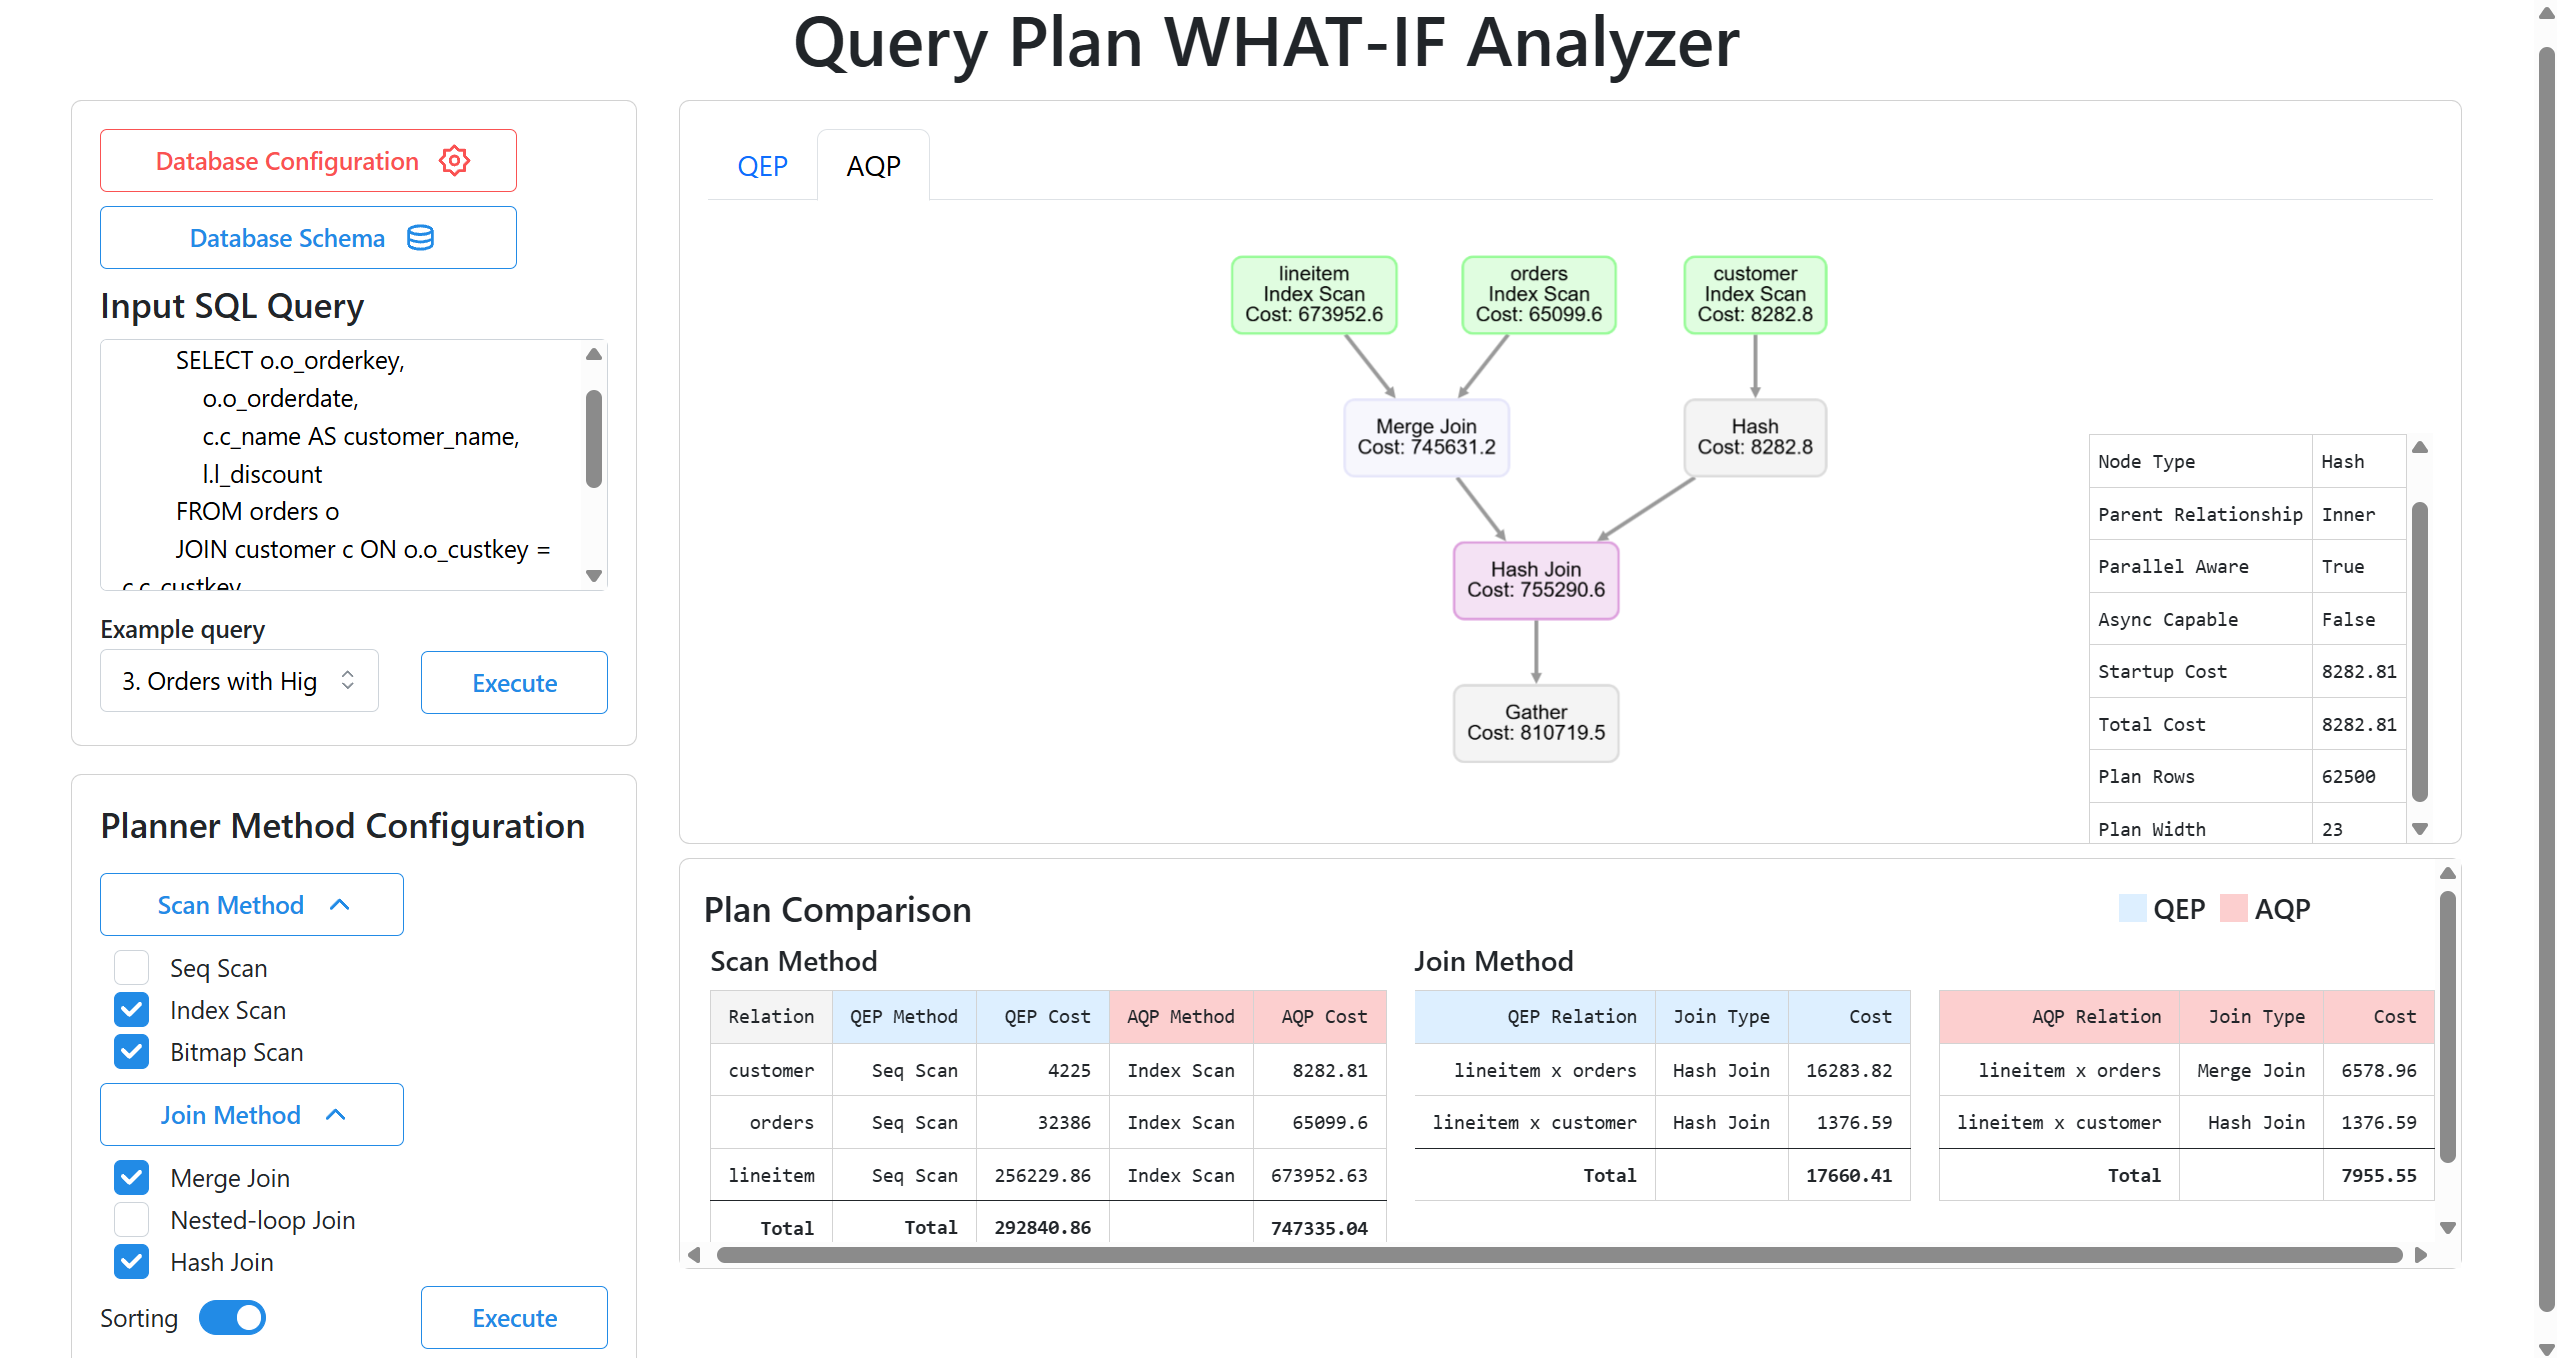 Query Plan WHAT-IF Analyzer
Database Configuration
Database Schema
Input SQL Query
SELECT o.o_orderkey,
o.o_orderdate,
c.c_name AS customer_name,
l.l_discount
FROM orders o
JOIN customer c ON o.o_custkey =
c.c_custkey
Example query
3. Orders with Hig
Execute
Planner Method Configuration
Scan Method
Seq Scan
Index Scan
Bitmap Scan
Join Method
Merge Join
Nested-loop Join
Hash Join
Sorting
Execute
QEP AQP
lineitem
Index Scan
Cost: 673952.6
orders
Index Scan
Cost: 65099.6
customer
Index Scan
Cost: 8282.8
Merge Join
Cost: 745631.2
Hash
Cost: 8282.8
Hash Join
Cost: 755290.6
Gather
Cost: 810719.5
Node Type Hash
Parent Relationship Inner
Parallel Aware True
Async Capable False
Startup Cost 8282.81
Total Cost 8282.81
Plan Rows 62500
Plan Width 23
Plan Comparison
QEP AQP
Scan Method
Relation QEP Method QEP Cost AQP Method AQP Cost
customer Seq Scan 4225 Index Scan 8282.81
orders Seq Scan 32386 Index Scan 65099.6
lineitem Seq Scan 256229.86 Index Scan 673952.63
Total Total 292840.86 747335.04
Join Method
QEP Relation Join Type Cost
lineitem x orders Hash Join 16283.82
lineitem x customer Hash Join 1376.59
Total 17660.41
AQP Relation Join Type Cost
lineitem x orders Merge Join 6578.96
lineitem x customer Hash Join 1376.59
Total 7955.55